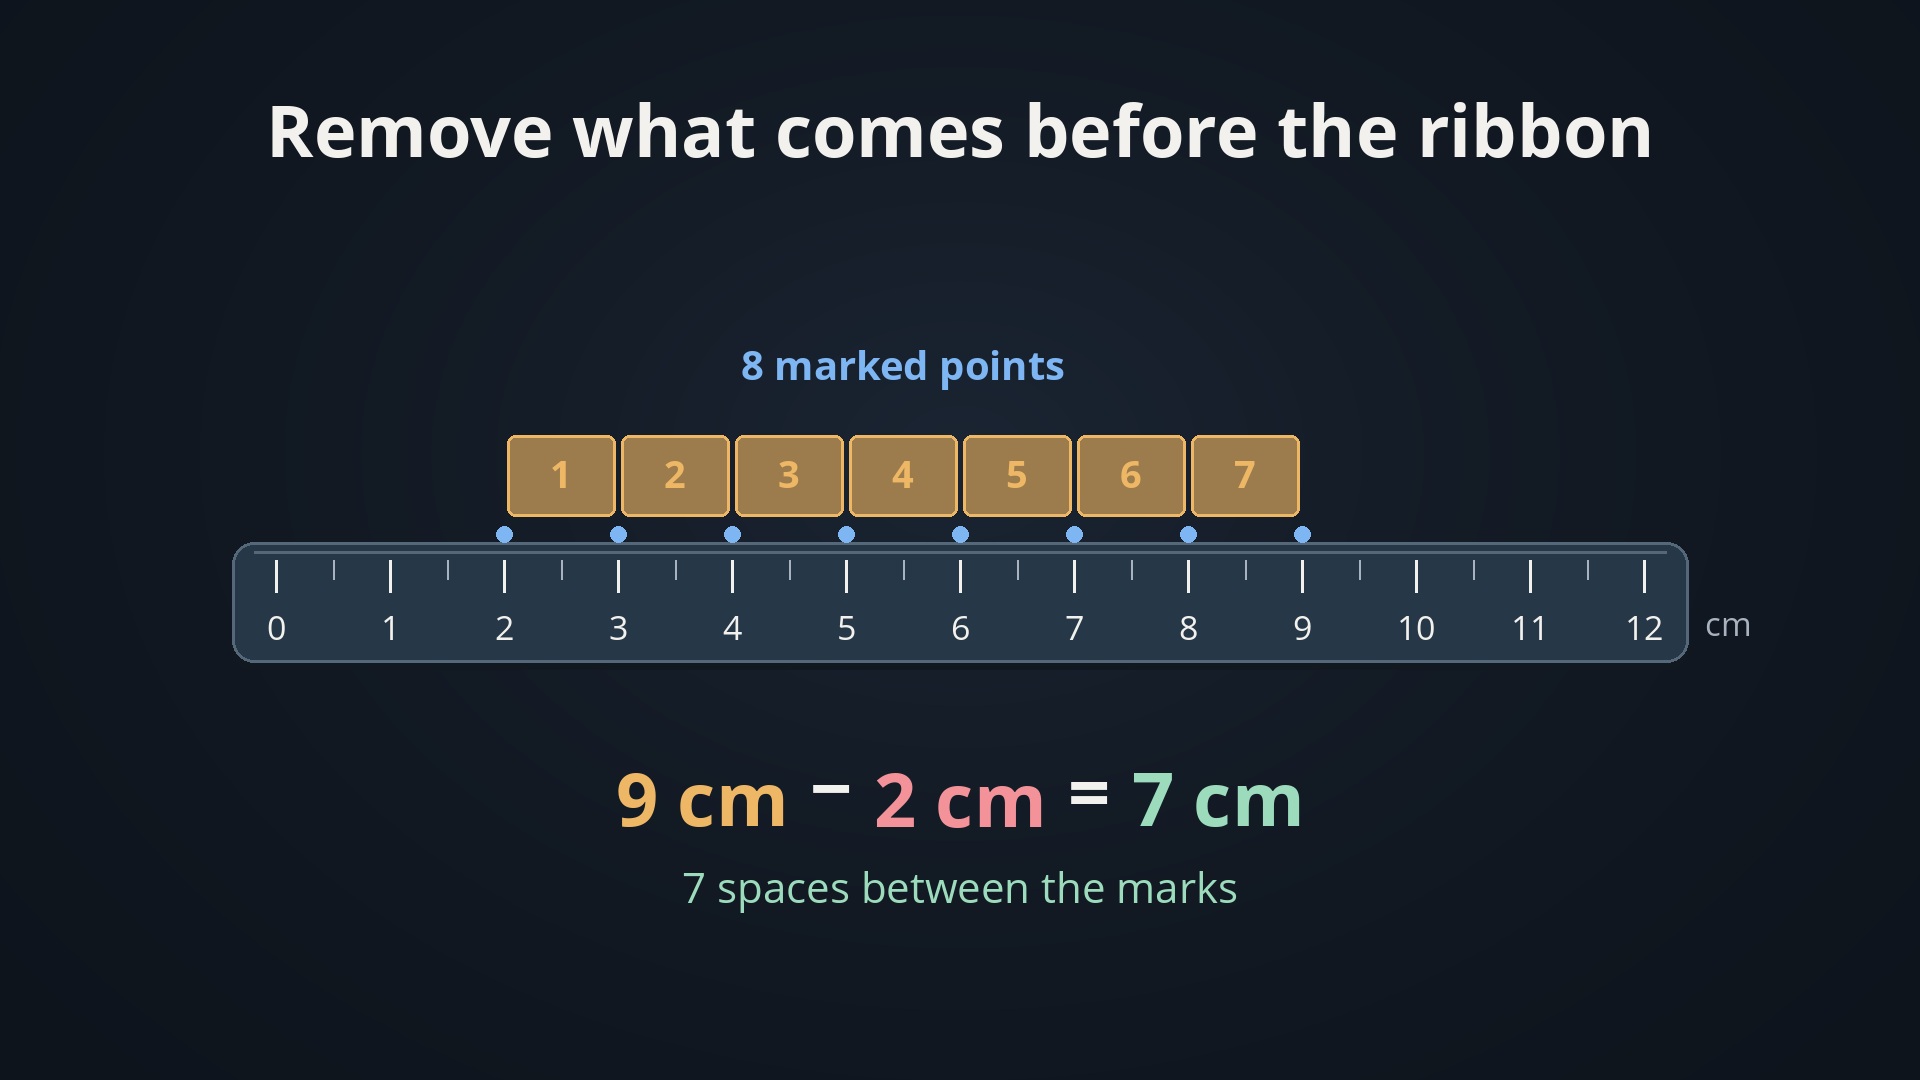 Remove what comes before the ribbon
8 marked points
1 2 3 4 5 6 7
0 1 2 3 4 5 6 7 8 9 10 11 12 cm
9 cm − 2 cm = 7 cm
7 spaces between the marks